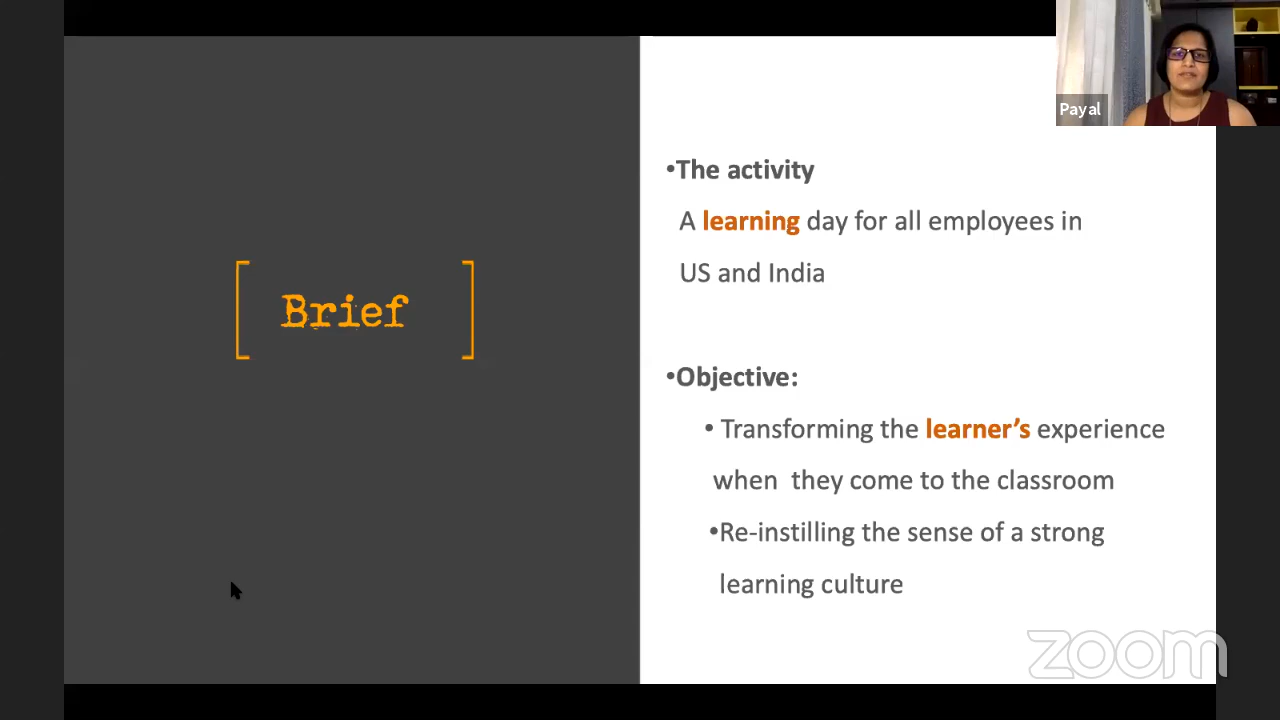 Payal
[ Brief ]
•The activity
A learning day for all employees in
US and India
•Objective:
• Transforming the learner’s experience
when they come to the classroom
•Re-instilling the sense of a strong
learning culture
zoom